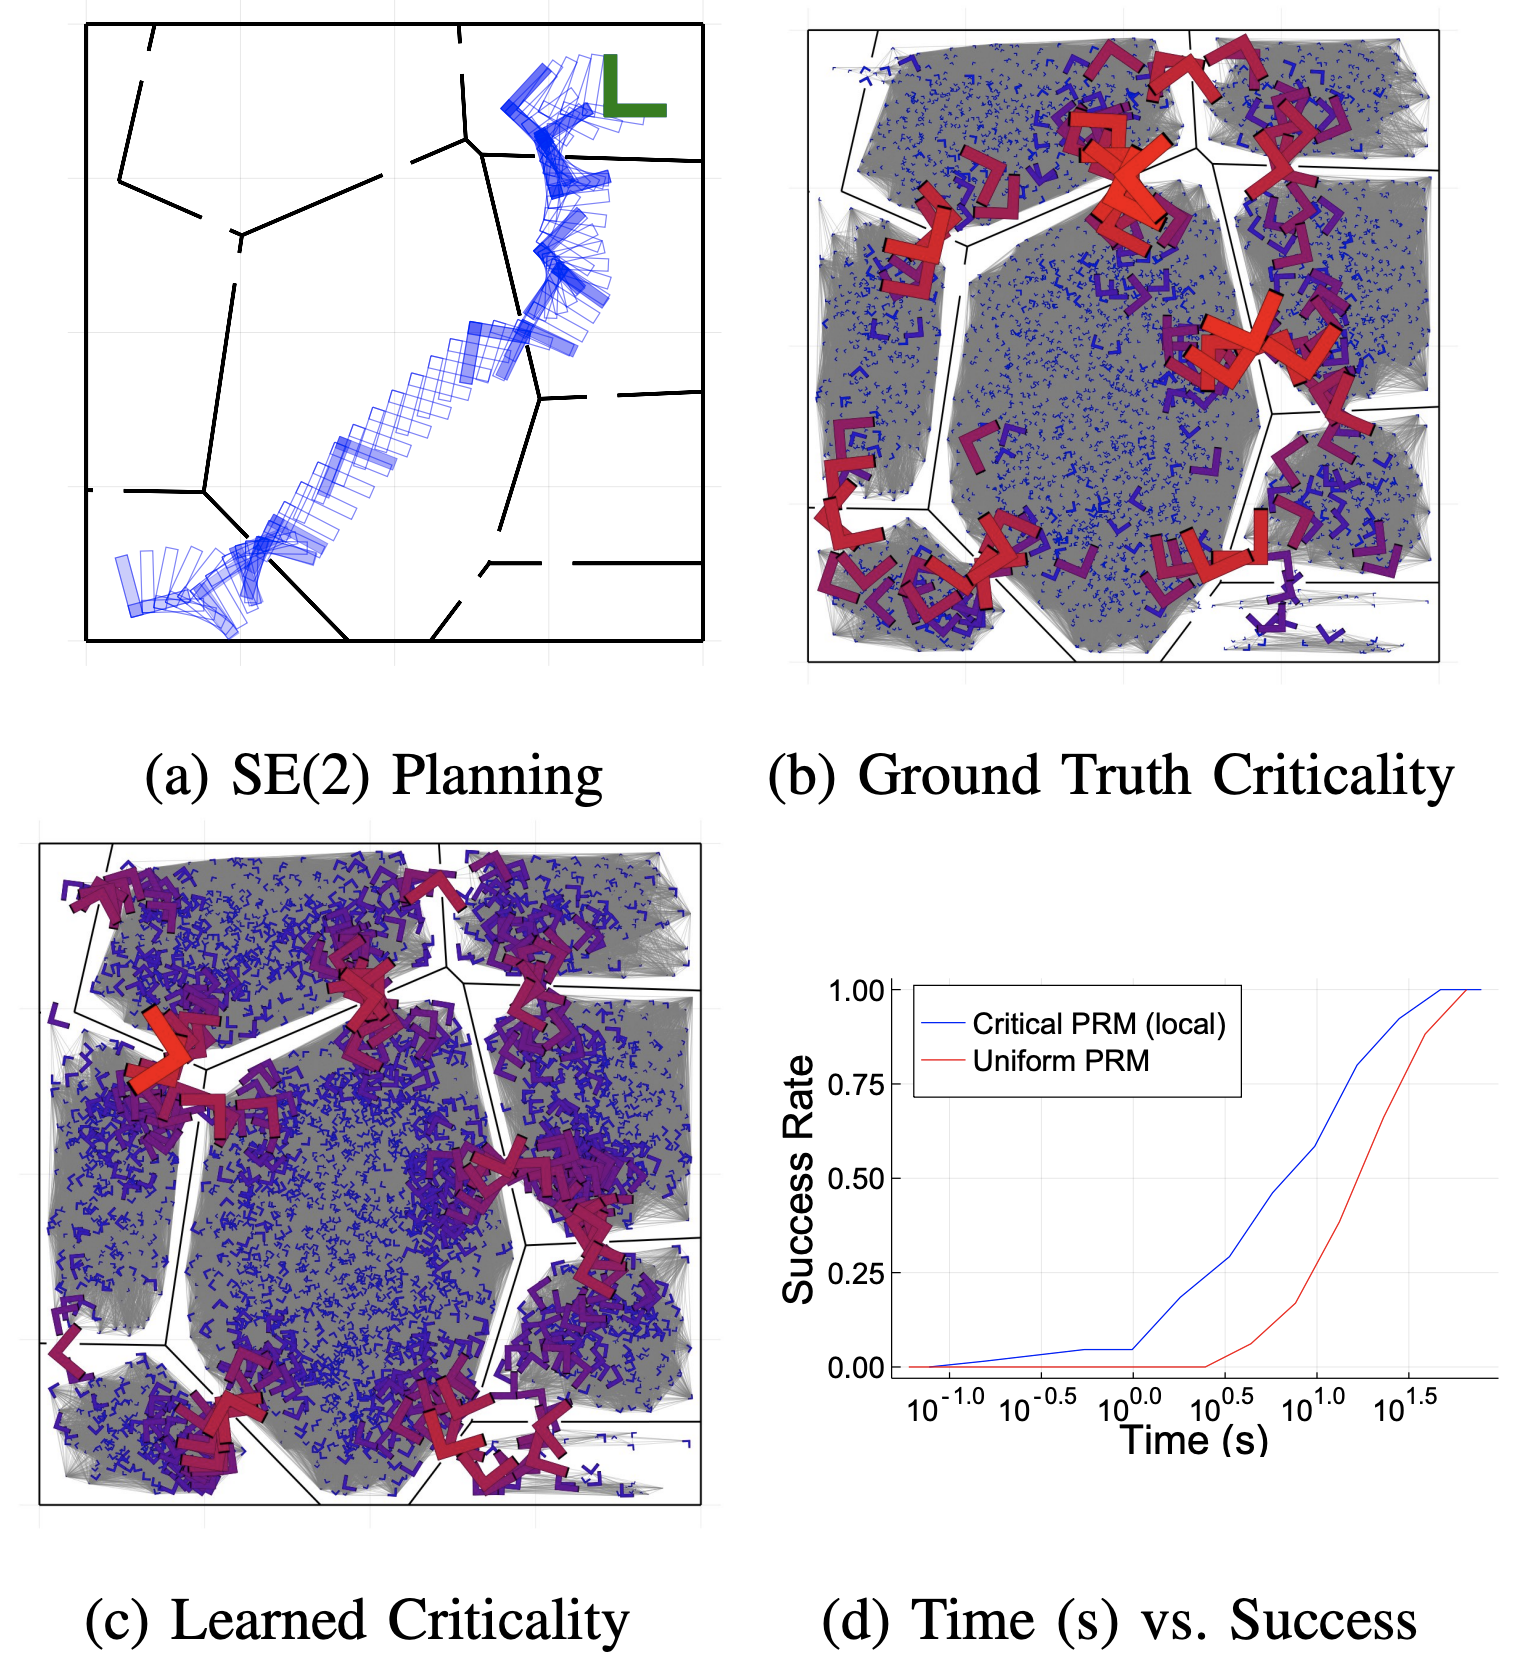 (a) SE(2) Planning
(b) Ground Truth Criticality
(c) Learned Criticality
1.00
0.75
0.50
0.25
0.00
Success Rate
Critical PRM (local)
Uniform PRM
10^-1.0 10^-0.5 10^0.0 10^0.5 10^1.0 10^1.5
Time (s)
(d) Time (s) vs. Success